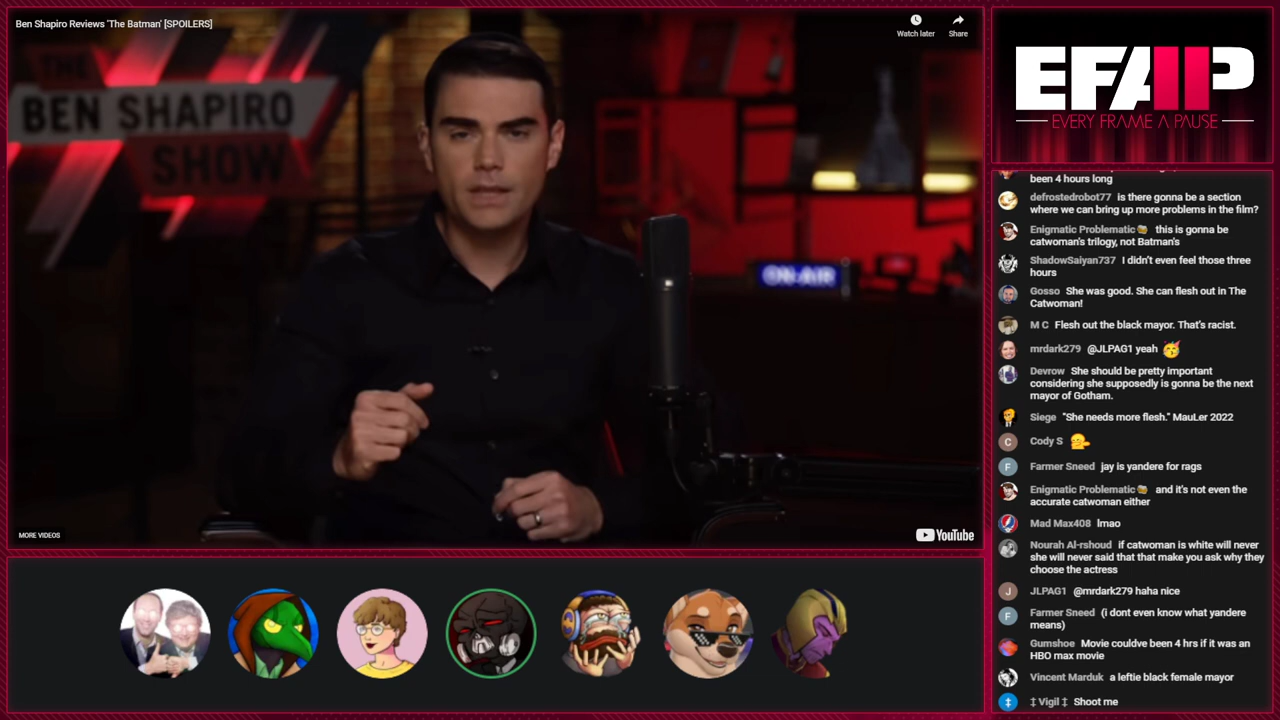 Ben Shapiro Reviews 'The Batman' [SPOILERS]
Watch later
Share
THE
BEN SHAPIRO
SHOW
ON-AIR
MORE VIDEOS
YouTube
EFAP
EVERY FRAME A PAUSE
been 4 hours long
defrostedrobot77 is there gonna be a section
where we can bring up more problems in the film?
Enigmatic Problematic this is gonna be
catwoman's trilogy, not Batman's
ShadowSaiyan737 I didn't even feel those three
hours
Gosso She was good. She can flesh out in The
Catwoman!
M C Flesh out the black mayor. That's racist.
mrdark279 @JLPAG1 yeah 🥳
Devrow She should be pretty important
considering she supposedly is gonna be the next
mayor of Gotham.
Siege "She needs more flesh." MauLer 2022
C Cody S
F Farmer Sneed jay is yandere for rags
Enigmatic Problematic and it's not even the
accurate catwoman either
Mad Max408 lmao
Nourah Al-rshoud if catwoman is white will never
she will never said that that make you ask why they
choose the actress
J JLPAG1 @mrdark279 haha nice
F Farmer Sneed (i dont even know what yandere
means)
Gumshoe Movie couldve been 4 hrs if it was an
HBO max movie
Vincent Marduk a leftie black female mayor
‡ ‡ Vigil ‡ Shoot me